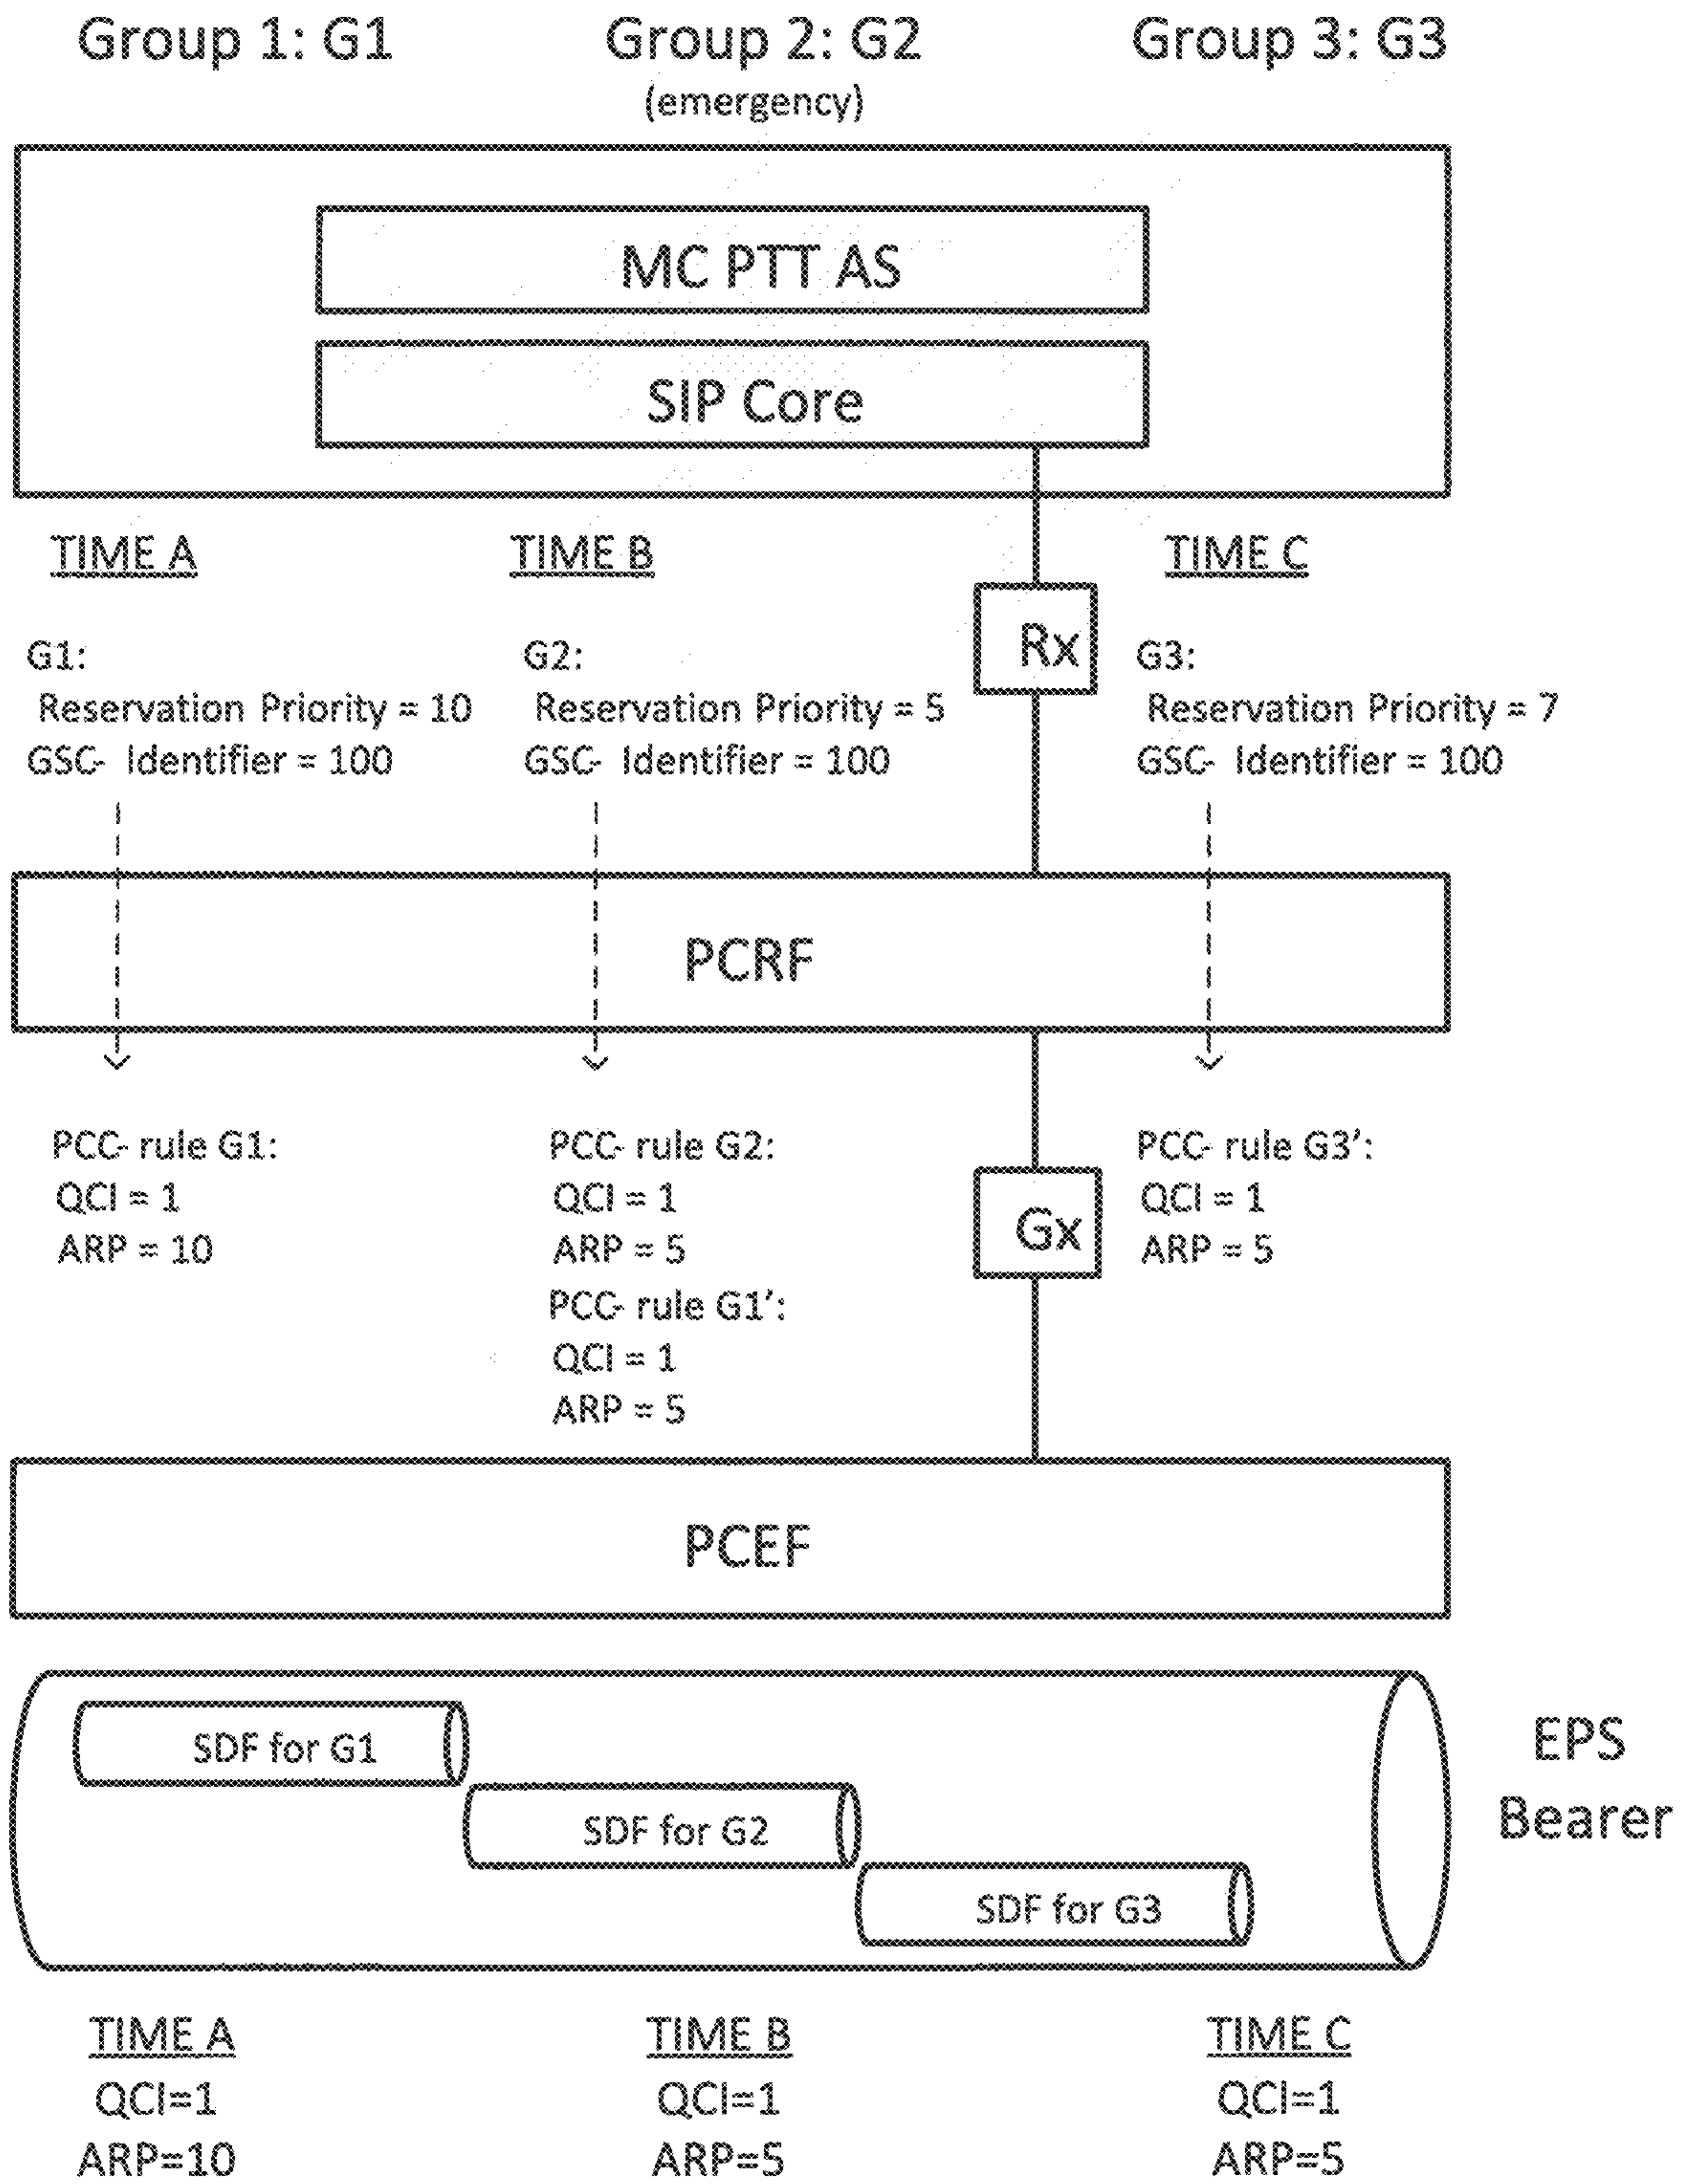 Group 1: G1
Group 2: G2
(emergency)
Group 3: G3
MC PTT AS
SIP Core
TIME A
TIME B
TIME C
Rx
G1:
Reservation Priority = 10
GSC- Identifier = 100
G2:
Reservation Priority = 5
GSC- Identifier = 100
G3:
Reservation Priority = 7
GSC- Identifier = 100
PCRF
PCC- rule G1:
QCI = 1
ARP = 10
PCC- rule G2:
QCI = 1
ARP = 5
PCC- rule G1’:
QCI = 1
ARP = 5
Gx
PCC- rule G3’:
QCI = 1
ARP = 5
PCEF
SDF for G1
SDF for G2
SDF for G3
EPS
Bearer
TIME A
QCI=1
ARP=10
TIME B
QCI=1
ARP=5
TIME C
QCI=1
ARP=5